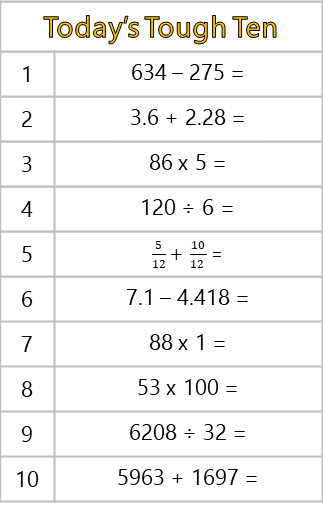 Today's Tough Ten
1 634 – 275 =
2 3.6 + 2.28 =
3 86 x 5 =
4 120 ÷ 6 =
5 5/12 + 10/12 =
6 7.1 – 4.418 =
7 88 x 1 =
8 53 x 100 =
9 6208 ÷ 32 =
10 5963 + 1697 =